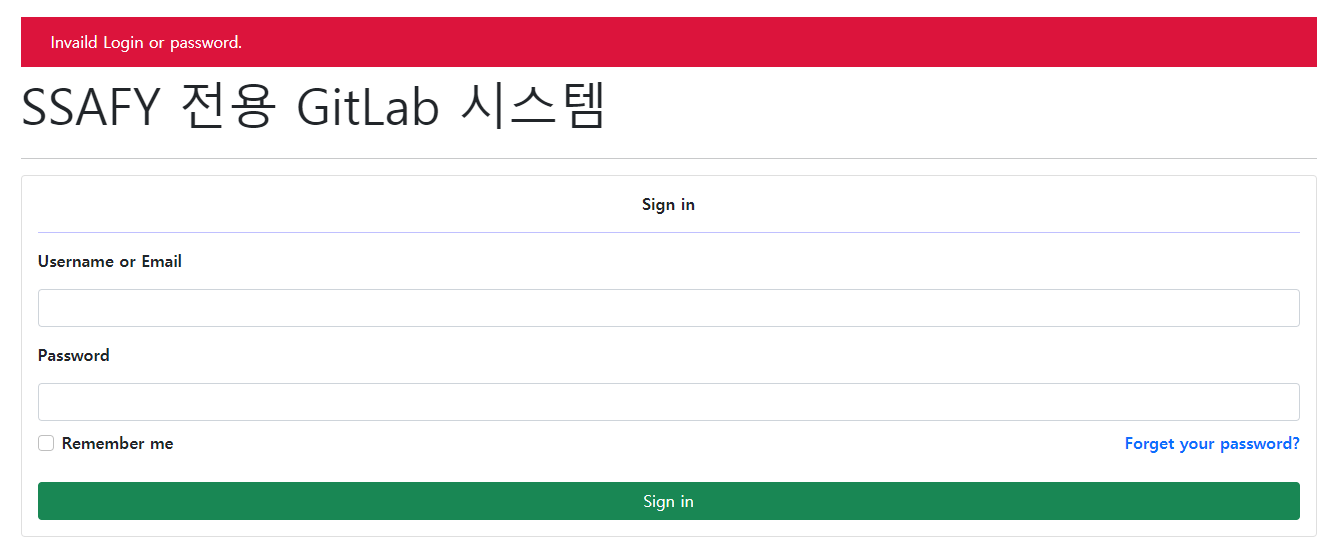 Invaild Login or password.
SSAFY 전용 GitLab 시스템
Sign in
Username or Email
Password
Remember me
Forget your password?
Sign in